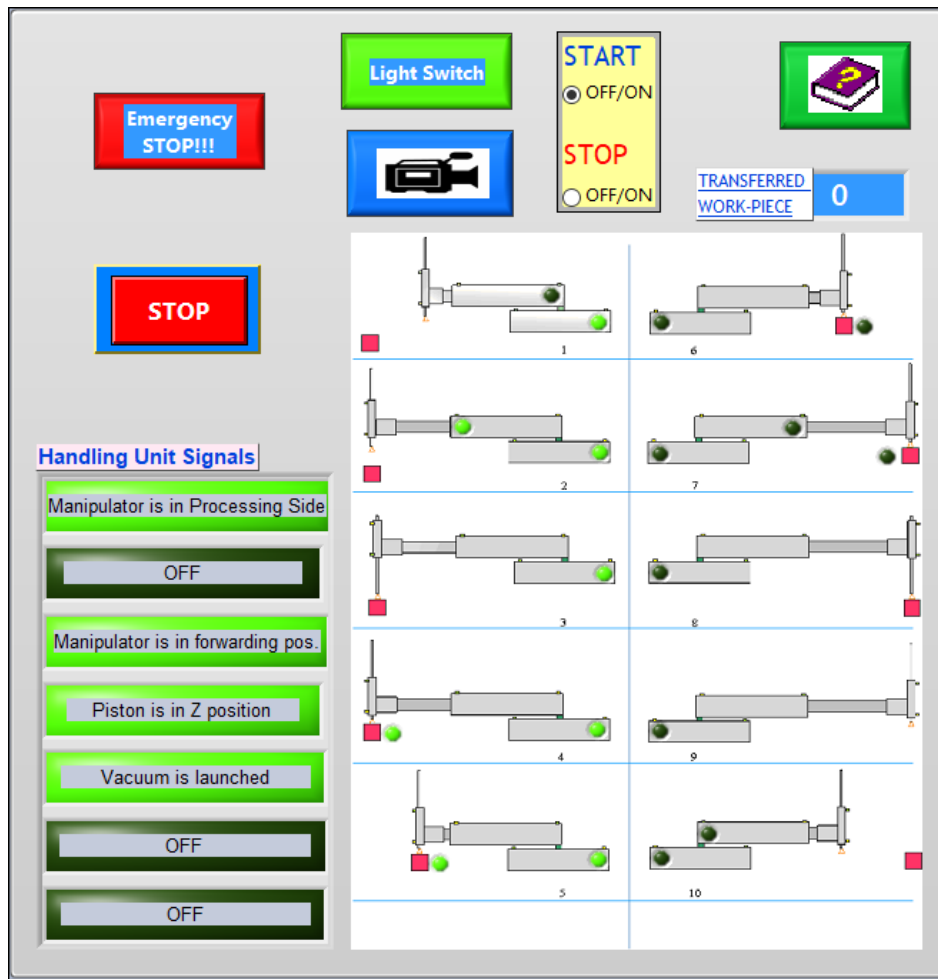 Light Switch
START
OFF/ON
STOP
OFF/ON
Emergency
STOP!!!
TRANSFERRED
WORK-PIECE
0
STOP
1
6
2
7
3
8
4
9
5
10
Handling Unit Signals
Manipulator is in Processing Side
OFF
Manipulator is in forwarding pos.
Piston is in Z position
Vacuum is launched
OFF
OFF
?